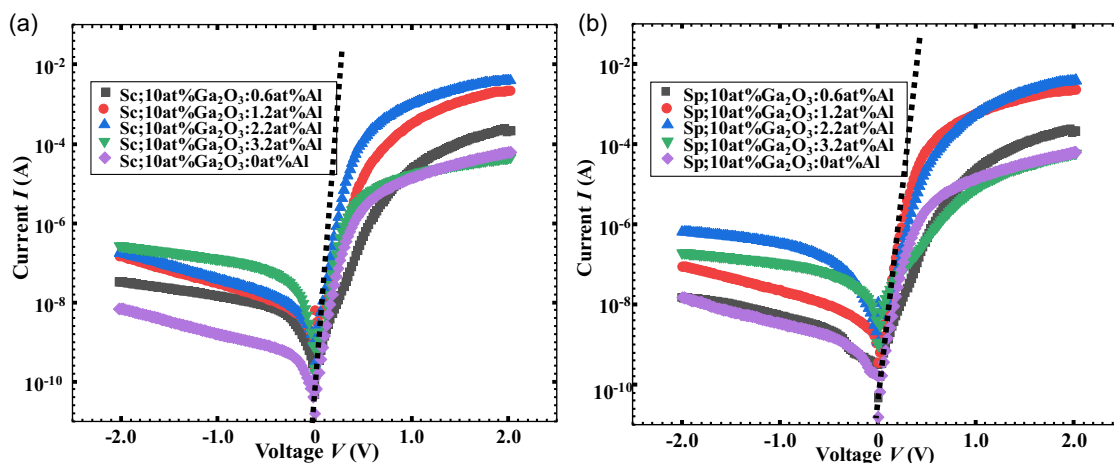 (a)
10⁻²
10⁻⁴
10⁻⁶
10⁻⁸
10⁻¹⁰
Current I (A)
Sc;10at%Ga₂O₃:0.6at%Al
Sc;10at%Ga₂O₃:1.2at%Al
Sc;10at%Ga₂O₃:2.2at%Al
Sc;10at%Ga₂O₃:3.2at%Al
Sc;10at%Ga₂O₃:0at%Al
-2.0 -1.0 0 1.0 2.0
Voltage V (V)
(b)
10⁻²
10⁻⁴
10⁻⁶
10⁻⁸
10⁻¹⁰
Current I (A)
Sp;10at%Ga₂O₃:0.6at%Al
Sp;10at%Ga₂O₃:1.2at%Al
Sp;10at%Ga₂O₃:2.2at%Al
Sp;10at%Ga₂O₃:3.2at%Al
Sp;10at%Ga₂O₃:0at%Al
-2.0 -1.0 0 1.0 2.0
Voltage V (V)